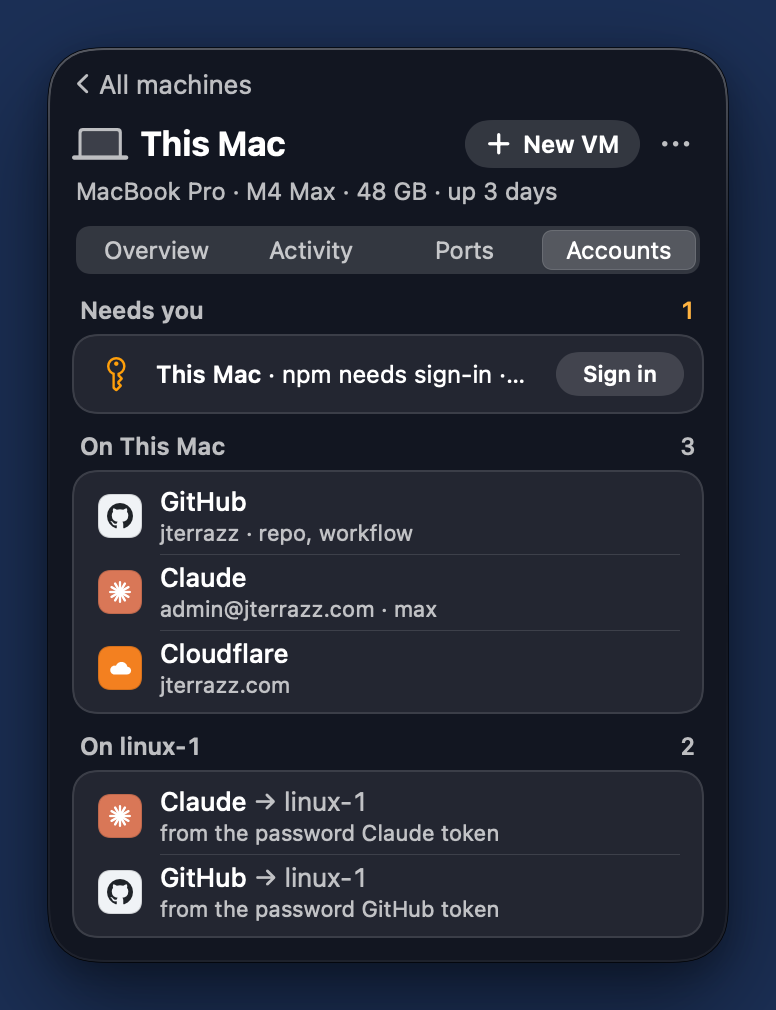 All machines
This Mac
New VM
MacBook Pro · M4 Max · 48 GB · up 3 days
Overview
Activity
Ports
Accounts
Needs you
1
This Mac · npm needs sign-in ·…
Sign in
On This Mac
3
GitHub
jterrazz · repo, workflow
Claude
admin@jterrazz.com · max
Cloudflare
jterrazz.com
On linux-1
2
Claude → linux-1
from the password Claude token
GitHub → linux-1
from the password GitHub token